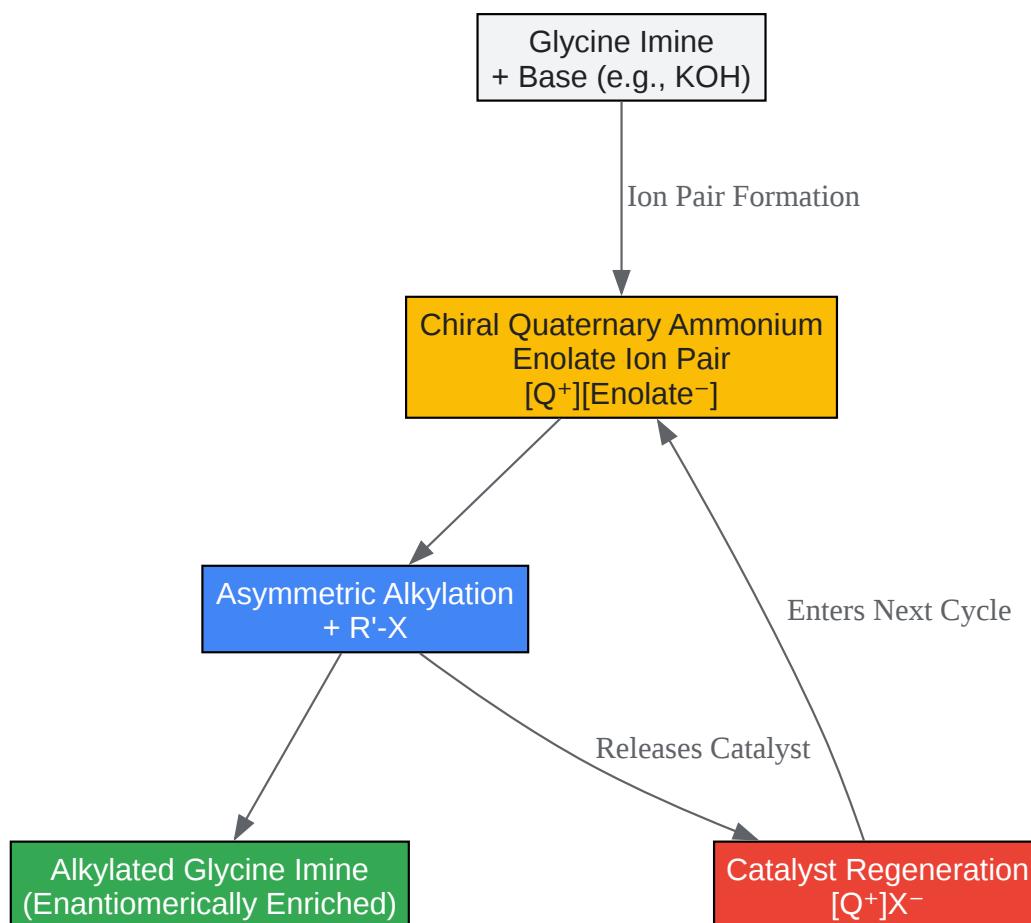 Glycine Imine
+ Base (e.g., KOH)
Ion Pair Formation
Chiral Quaternary Ammonium
Enolate Ion Pair
[Q⁺][Enolate⁻]
Asymmetric Alkylation
+ R'-X
Enters Next Cycle
Releases Catalyst
Alkylated Glycine Imine
(Enantiomerically Enriched)
Catalyst Regeneration
[Q⁺]X⁻